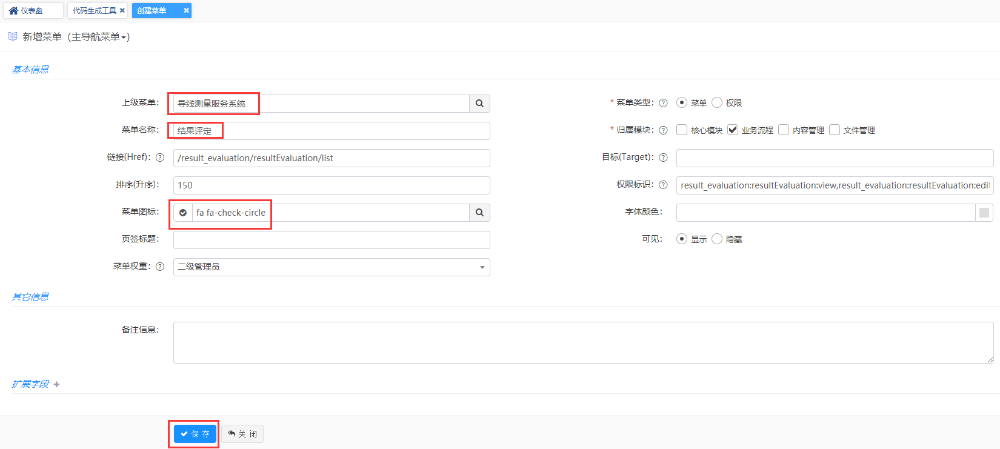 仪表盘 代码生成工具 创建菜单
新增菜单（主导航菜单）
基本信息
上级菜单： 导线测量服务系统 * 菜单类型： 菜单 权限
菜单名称： 结果评定 * 归属模块： 核心模块 业务流程 内容管理 文件管理
链接(Href)： /result_evaluation/resultEvaluation/list 目标(Target)：
排序(升序)： 150 权限标识： result_evaluation:resultEvaluation:view,result_evaluation:resultEvaluation:edit
菜单图标： fa fa-check-circle 字体颜色：
页签标题： 可见： 显示 隐藏
菜单权重： 二级管理员
其它信息
备注信息：
扩展字段
保 存 关 闭